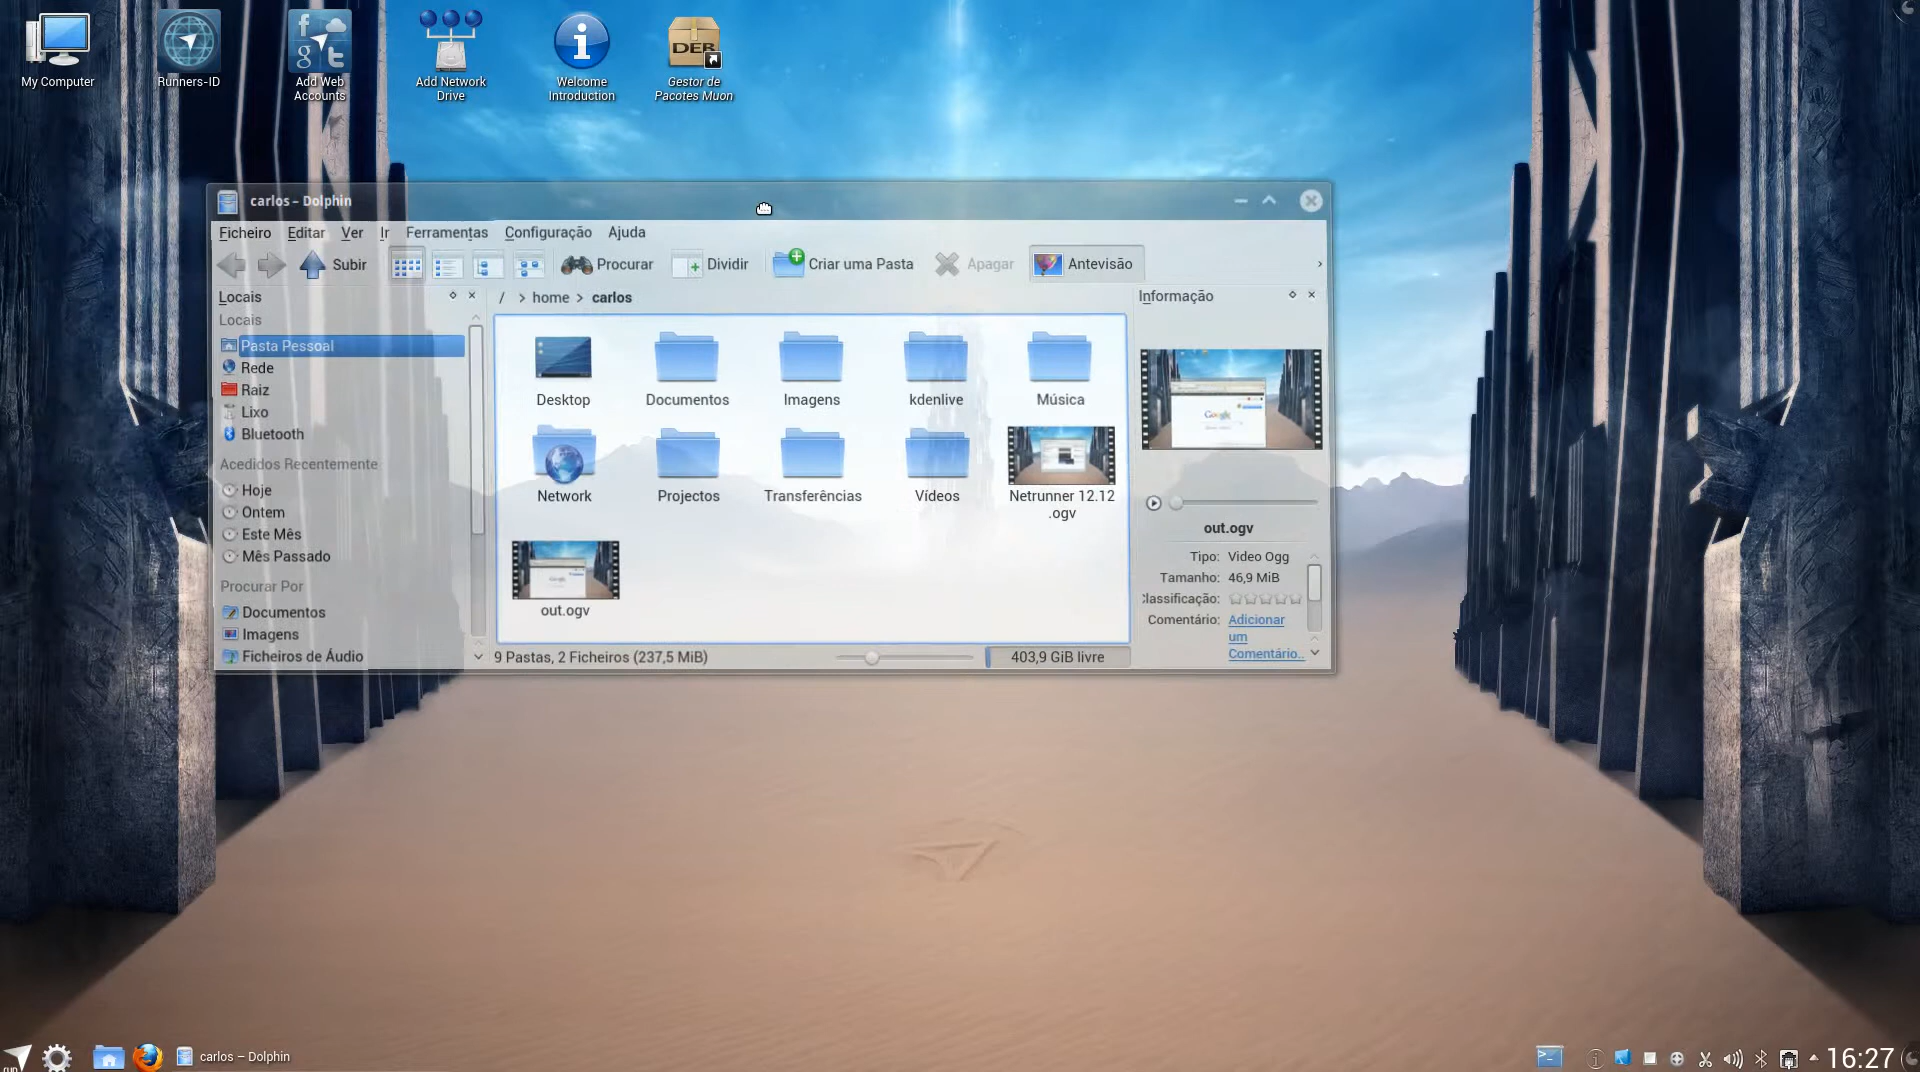 My Computer
Runners-ID
Add Web
Accounts
Add Network
Drive
Welcome
Introduction
DEB
Gestor de
Pacotes Muon
carlos – Dolphin
Ficheiro Editar Ver Ir Ferramentas Configuração Ajuda
Subir Procurar Dividir Criar uma Pasta Apagar Antevisão
Locais
Locais
Pasta Pessoal
Rede
Raiz
Lixo
Bluetooth
Acedidos Recentemente
Hoje
Ontem
Este Mês
Mês Passado
Procurar Por
Documentos
Imagens
Ficheiros de Áudio
/ > home > carlos
Desktop Documentos Imagens kdenlive Música
Network Projectos Transferências Vídeos Netrunner 12.12
.ogv
out.ogv
9 Pastas, 2 Ficheiros (237,5 MiB)
403,9 GiB livre
Informação
Google
out.ogv
Tipo: Video Ogg
Tamanho: 46,9 MiB
Classificação:
Comentário: Adicionar
um
Comentário..
run
carlos – Dolphin
16:27